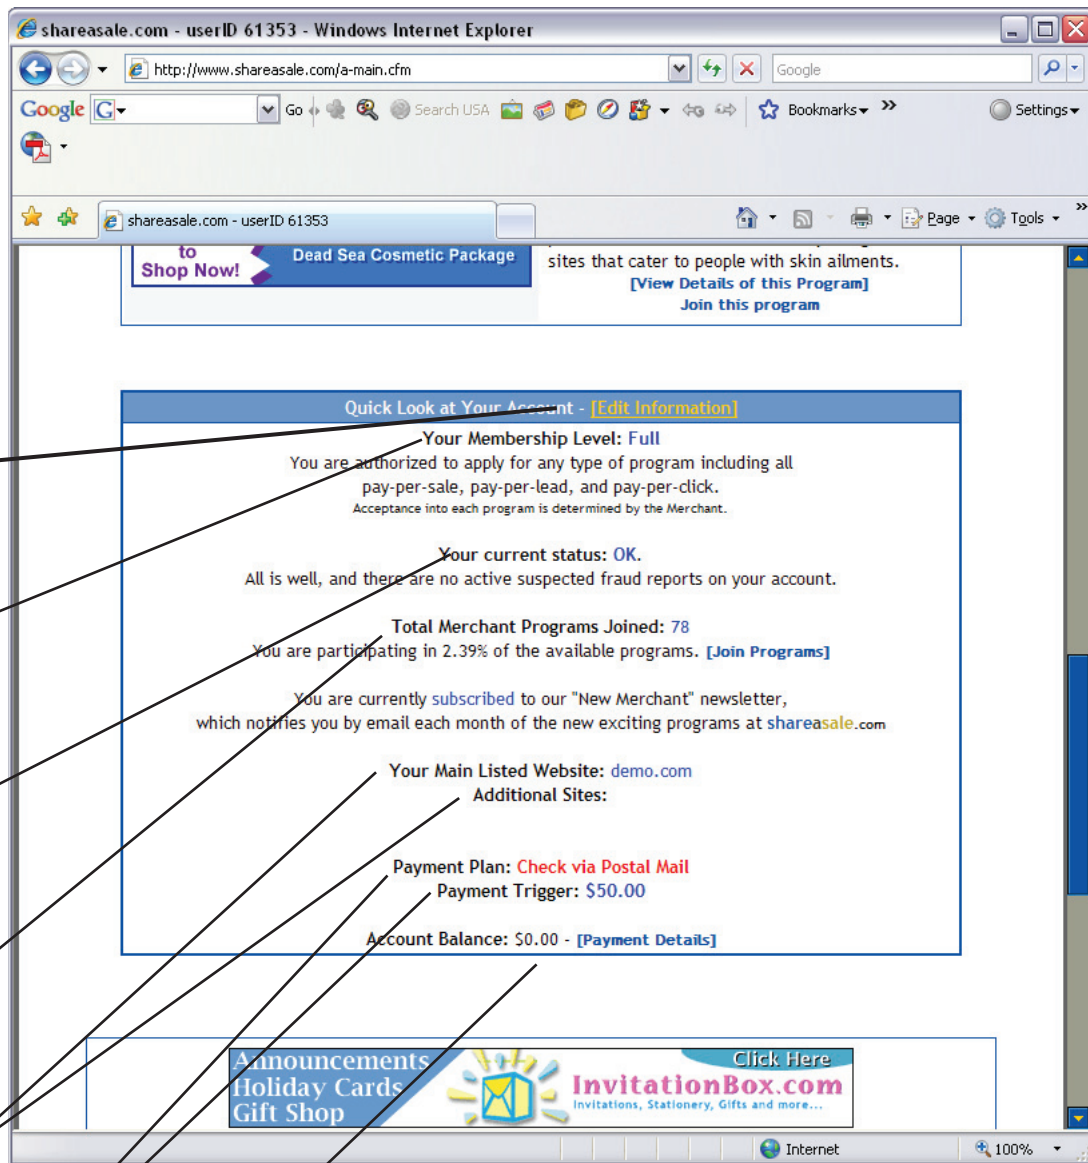 shareasale.com - userID 61353 - Windows Internet Explorer
http://www.shareasale.com/a-main.cfm
Google
Google G Go Search USA Bookmarks >> Settings
shareasale.com - userID 61353
Page Tools >>
to
Shop Now!
Dead Sea Cosmetic Package
sites that cater to people with skin ailments.
[View Details of this Program]
Join this program
Quick Look at Your Account - [Edit Information]
Your Membership Level: Full
You are authorized to apply for any type of program including all
pay-per-sale, pay-per-lead, and pay-per-click.
Acceptance into each program is determined by the Merchant.
Your current status: OK.
All is well, and there are no active suspected fraud reports on your account.
Total Merchant Programs Joined: 78
You are participating in 2.39% of the available programs. [Join Programs]
You are currently subscribed to our "New Merchant" newsletter,
which notifies you by email each month of the new exciting programs at shareasale.com
Your Main Listed Website: demo.com
Additional Sites:
Payment Plan: Check via Postal Mail
Payment Trigger: $50.00
Account Balance: $0.00 - [Payment Details]
Announcements
Holiday Cards
Gift Shop
Click Here
InvitationBox.com
Invitations, Stationery, Gifts and more...
Internet
100%